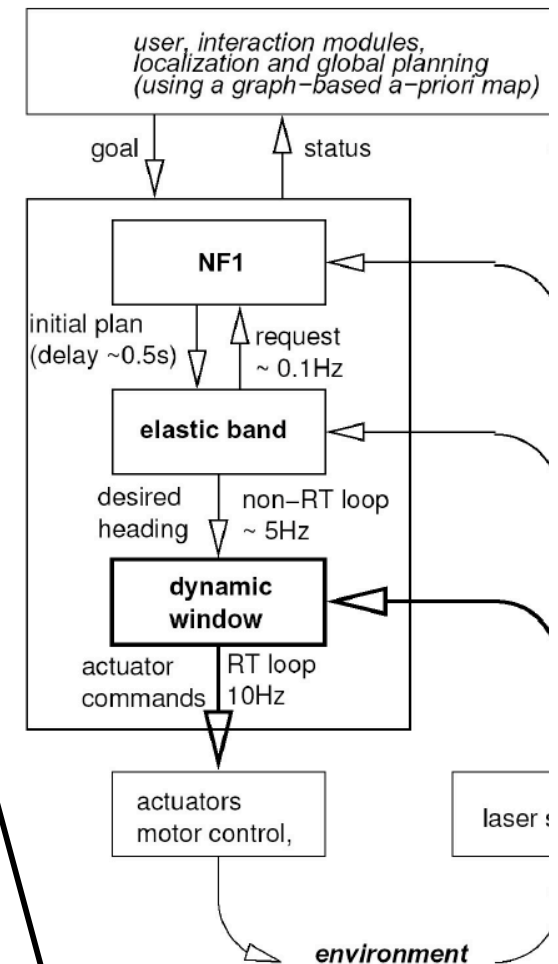 user, interaction modules,
localization and global planning
(using a graph−based a−priori map)
goal
status
NF1
initial plan
(delay ~0.5s)
request
~ 0.1Hz
elastic band
desired
heading
non−RT loop
~ 5Hz
dynamic
window
actuator
commands
RT loop
10Hz
actuators
motor control,
laser
environment